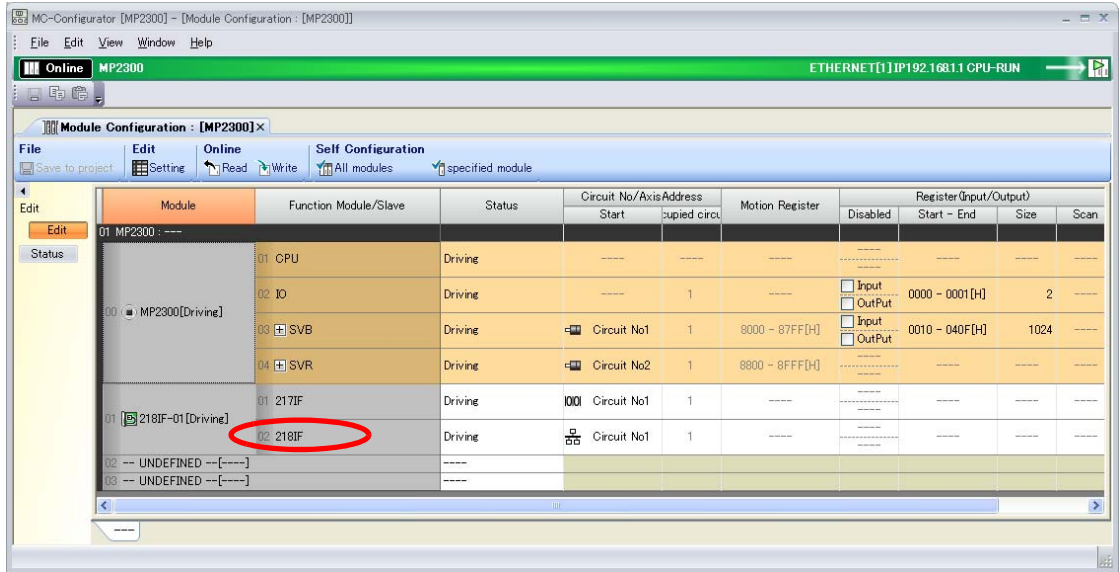 MC-Configurator [MP2300] - [Module Configuration : [MP2300]]
File Edit View Window Help
Online MP2300 ETHERNET[1] IP192.168.1.1 CPU-RUN
Module Configuration : [MP2300]
File Edit Online Self Configuration
Save to project Setting Read Write All modules specified module
Edit
Edit
Status
Module Function Module/Slave Status Circuit No/AxisAddress Motion Register Register(Input/Output)
Start cupied circu Disabled Start - End Size Scan
01 MP2300 : ---
00 MP2300[Driving]
01 CPU Driving ---- ---- ---- ---- ---- ---- ---- ----
02 IO Driving ---- 1 ---- Input OutPut 0000 - 0001[H] 2 ----
03 SVB Driving Circuit No1 1 8000 - 87FF[H] Input OutPut 0010 - 040F[H] 1024 ----
04 SVR Driving Circuit No2 1 8800 - 8FFF[H] ---- ---- ---- ---- ----
01 218IF-01[Driving]
01 217IF Driving Circuit No1 1 ---- ---- ---- ---- ---- ----
02 218IF Driving Circuit No1 1 ---- ---- ---- ---- ---- ----
02 -- UNDEFINED --[----] ----
03 -- UNDEFINED --[----] ----
---